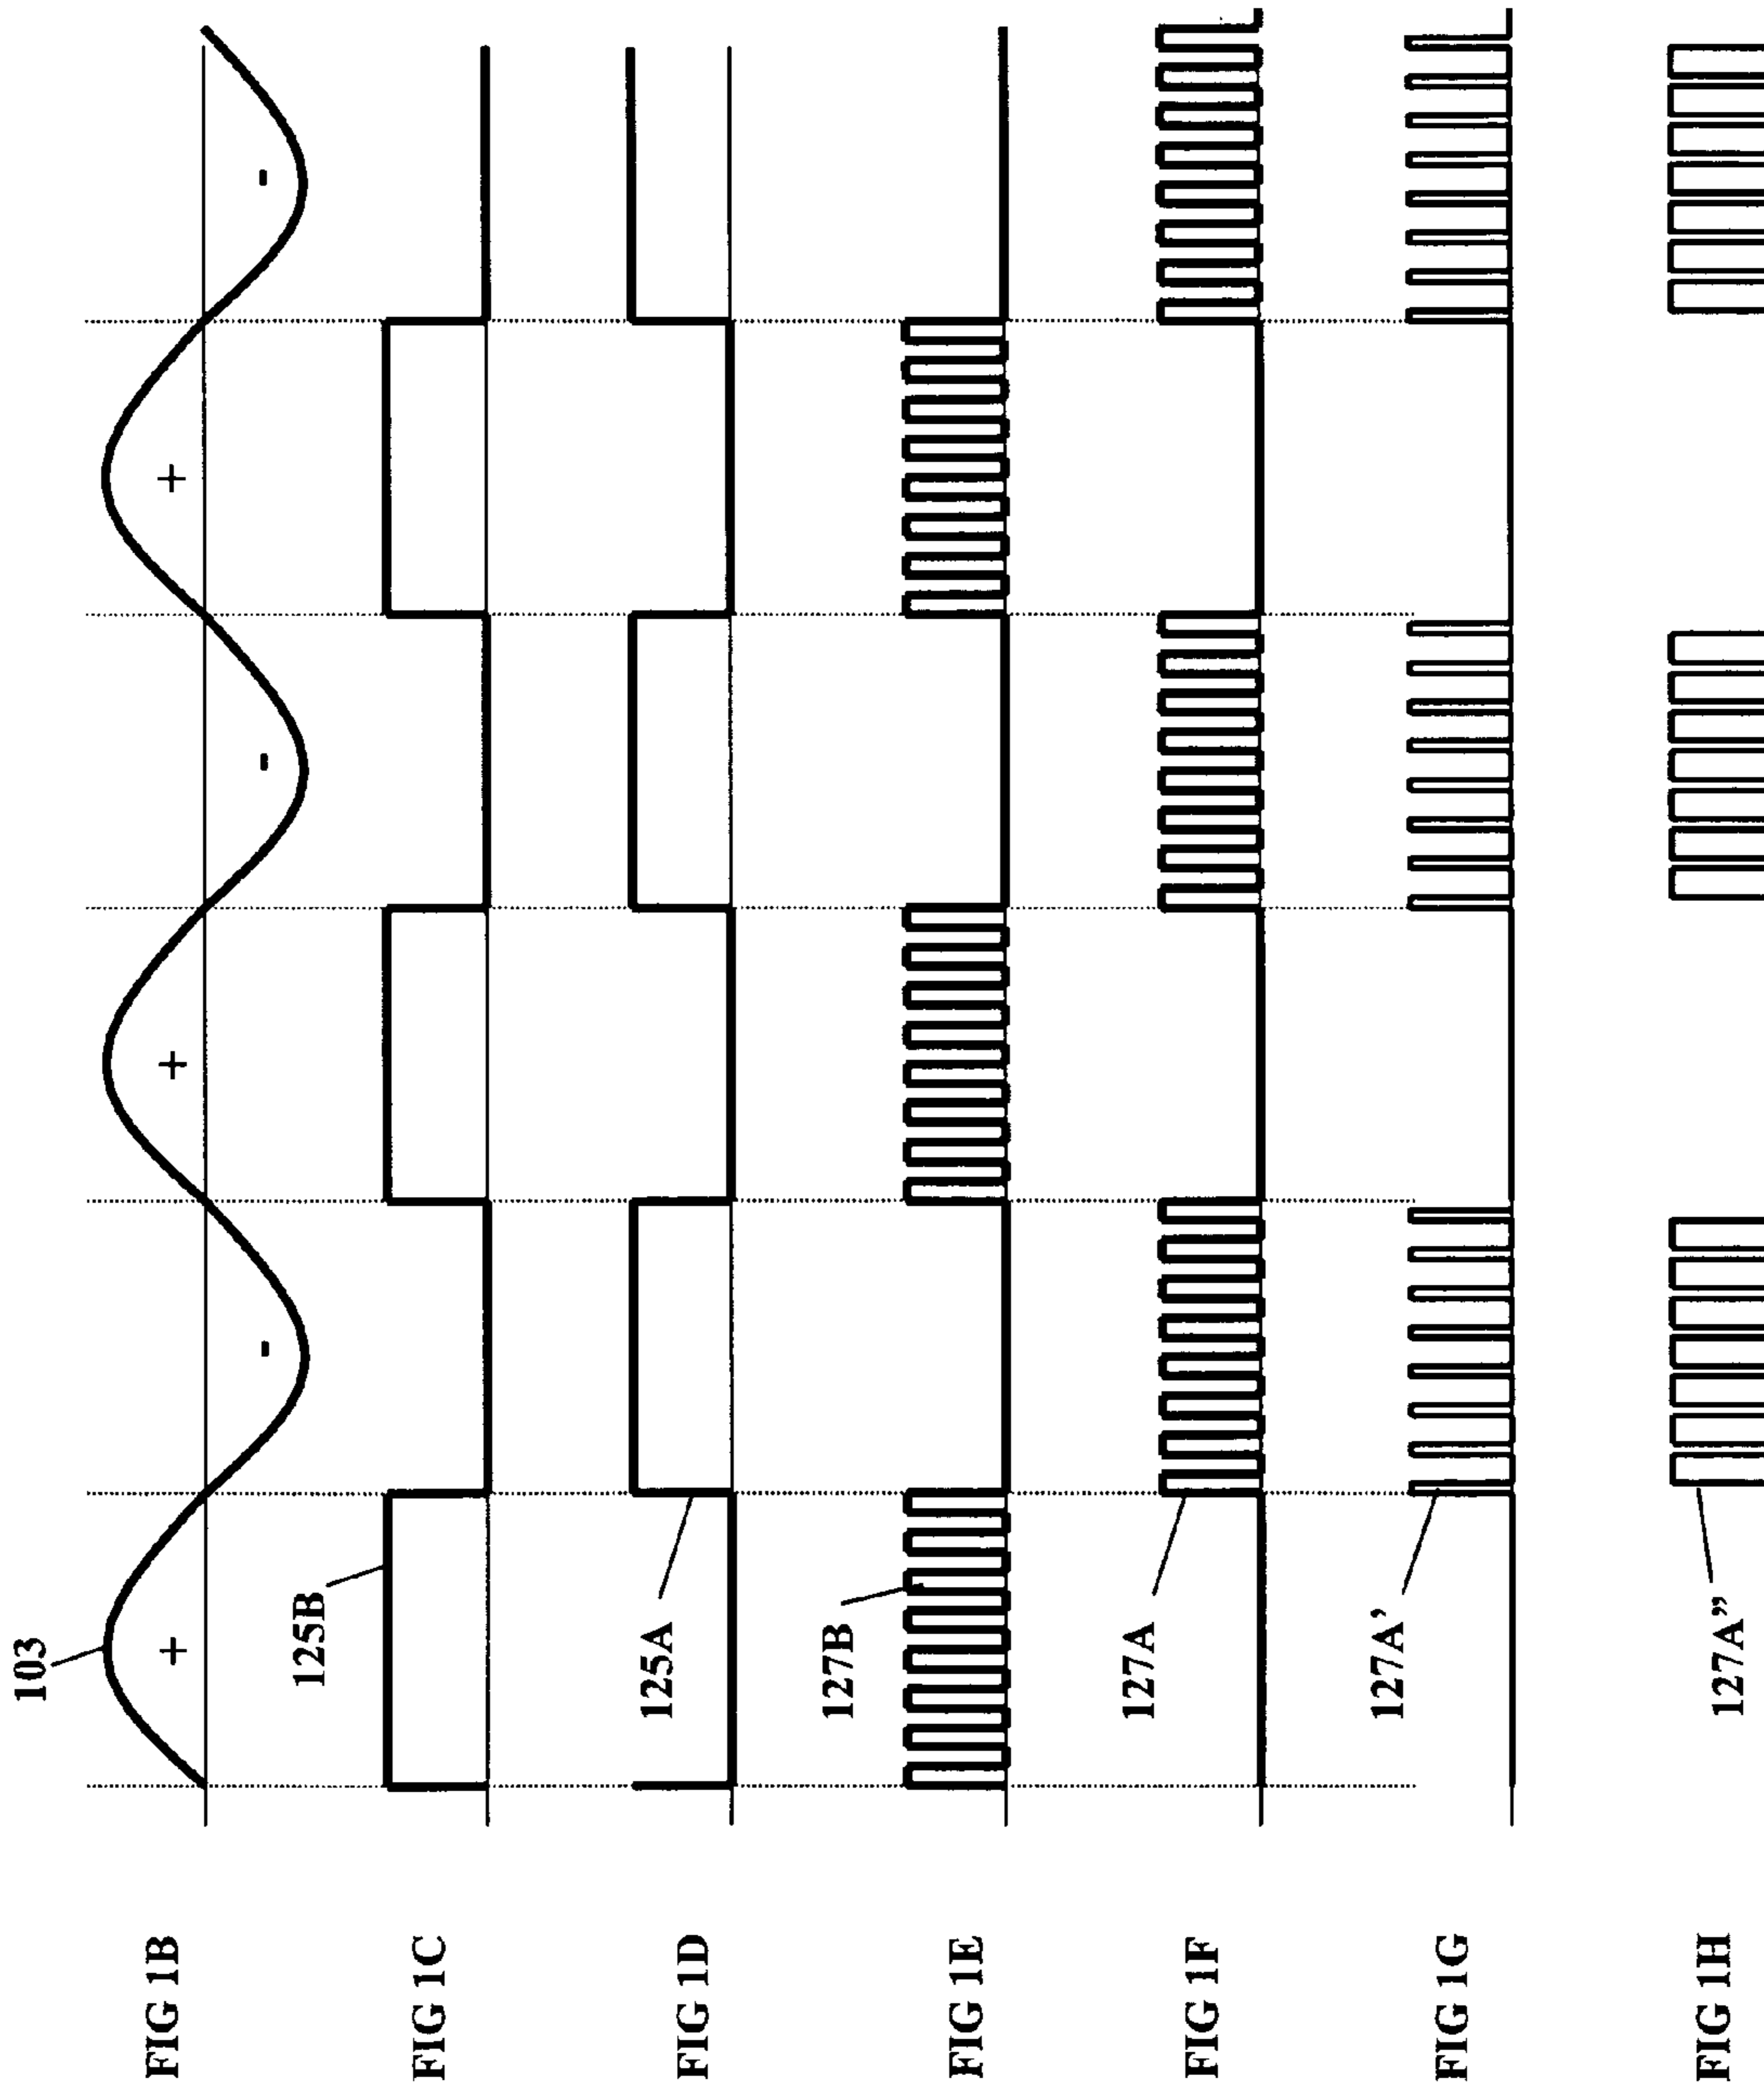 FIG 1B
103
+
-
+
-
+
-
FIG 1C
125B
FIG 1D
125A
FIG 1E
127B
FIG 1F
127A
FIG 1G
127A’
FIG 1H
127A”